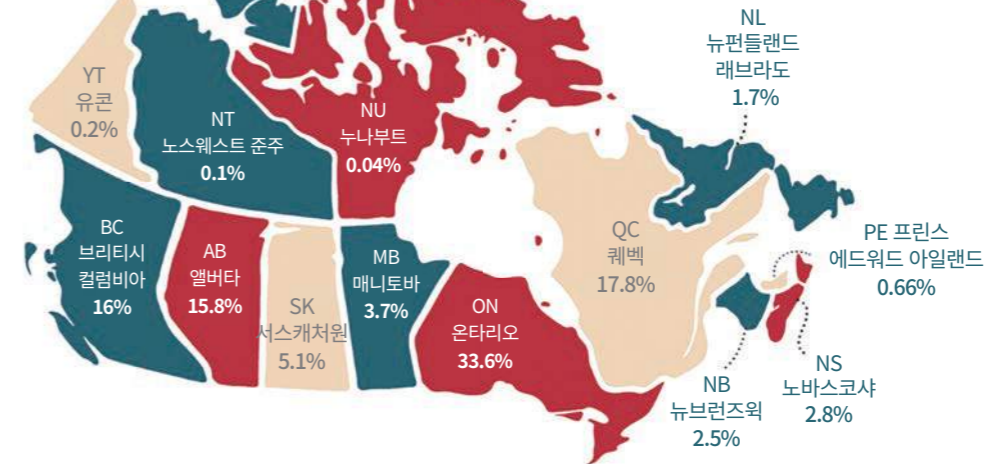 NL
뉴펀들랜드
래브라도
1.7%
YT
유콘
0.2%
NT
노스웨스트 준주
0.1%
NU
누나부트
0.04%
BC
브리티시
컬럼비아
16%
AB
앨버타
15.8%
SK
서스캐처원
5.1%
MB
매니토바
3.7%
ON
온타리오
33.6%
QC
퀘벡
17.8%
PE 프린스
에드워드 아일랜드
0.66%
NB
뉴브런즈윅
2.5%
NS
노바스코샤
2.8%